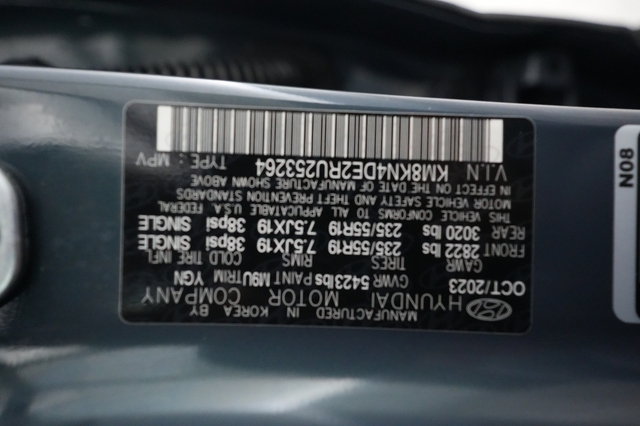 MANUFACTURED IN KOREA BY
HYUNDAI MOTOR COMPANY
OCT/2023 GVWR 5423lbs PAINT M9U TRIM YGN
GAWR TIRES RIMS COLD TIRE INFL
FRONT 2822 lbs 235/55R19 7.5JX19 38psi SINGLE
REAR 3020 lbs 235/55R19 7.5JX19 38psi SINGLE
THIS VEHICLE CONFORMS TO ALL APPLICABLE U.S.A. FEDERAL
MOTOR VEHICLE SAFETY AND THEFT PREVENTION STANDARDS
IN EFFECT ON THE DATE OF MANUFACTURE SHOWN ABOVE
V.I.N : KM8KN4DE2RU253264 TYPE : MPV
N08